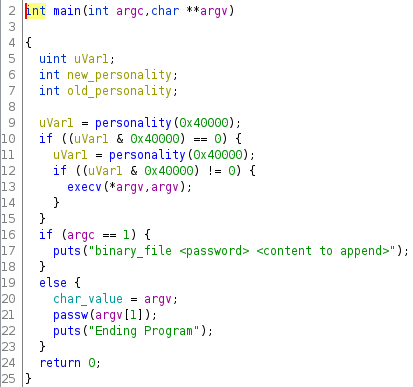 2 int main(int argc,char **argv)
3
4 {
5 uint uVar1;
6 int new_personality;
7 int old_personality;
8
9 uVar1 = personality(0x40000);
10 if ((uVar1 & 0x40000) == 0) {
11 uVar1 = personality(0x40000);
12 if ((uVar1 & 0x40000) != 0) {
13 execv(*argv,argv);
14 }
15 }
16 if (argc == 1) {
17 puts("binary_file <password> <content to append>");
18 }
19 else {
20 char_value = argv;
21 passw(argv[1]);
22 puts("Ending Program");
23 }
24 return 0;
25 }